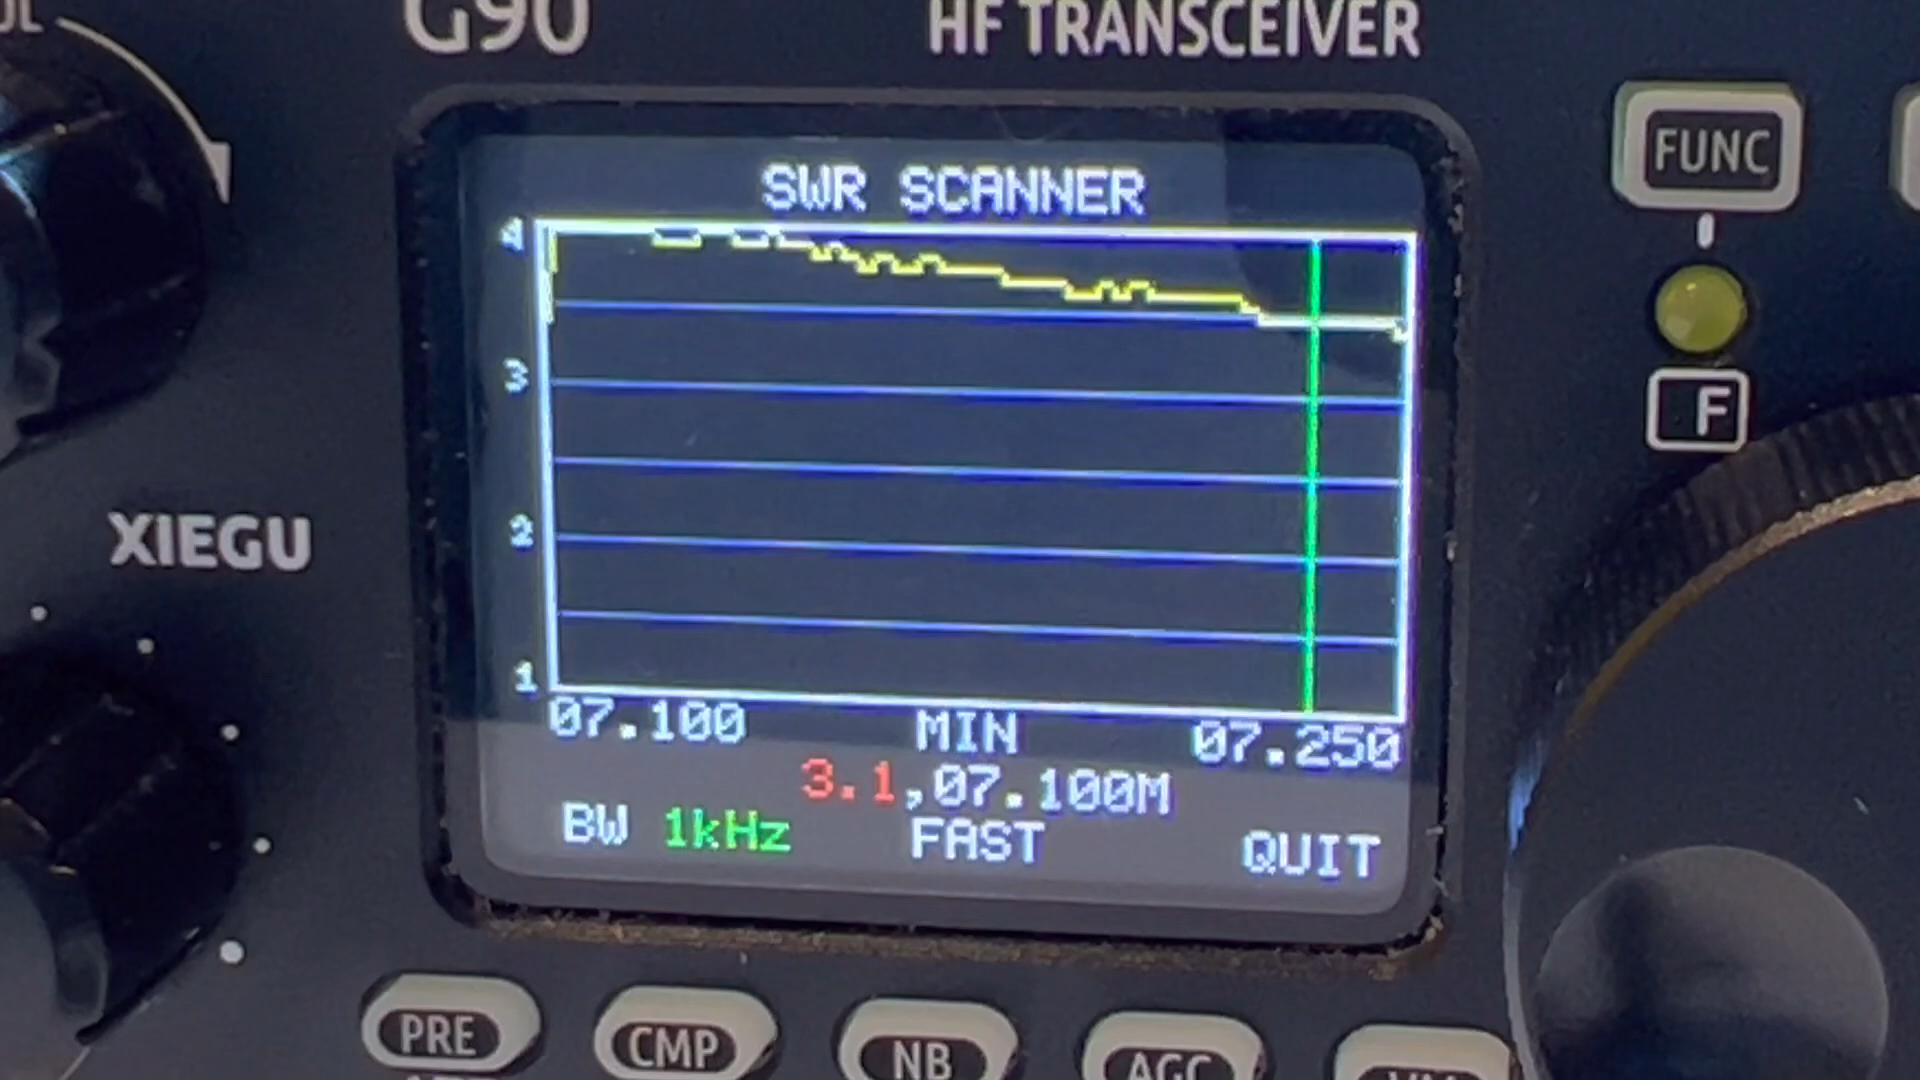 G90
HF TRANSCEIVER
FUNC
F
XIEGU
SWR SCANNER
4
3
2
1
07.100 MIN 07.250
3.1,07.100M
BW 1kHz FAST QUIT
PRE CMP NB AGC